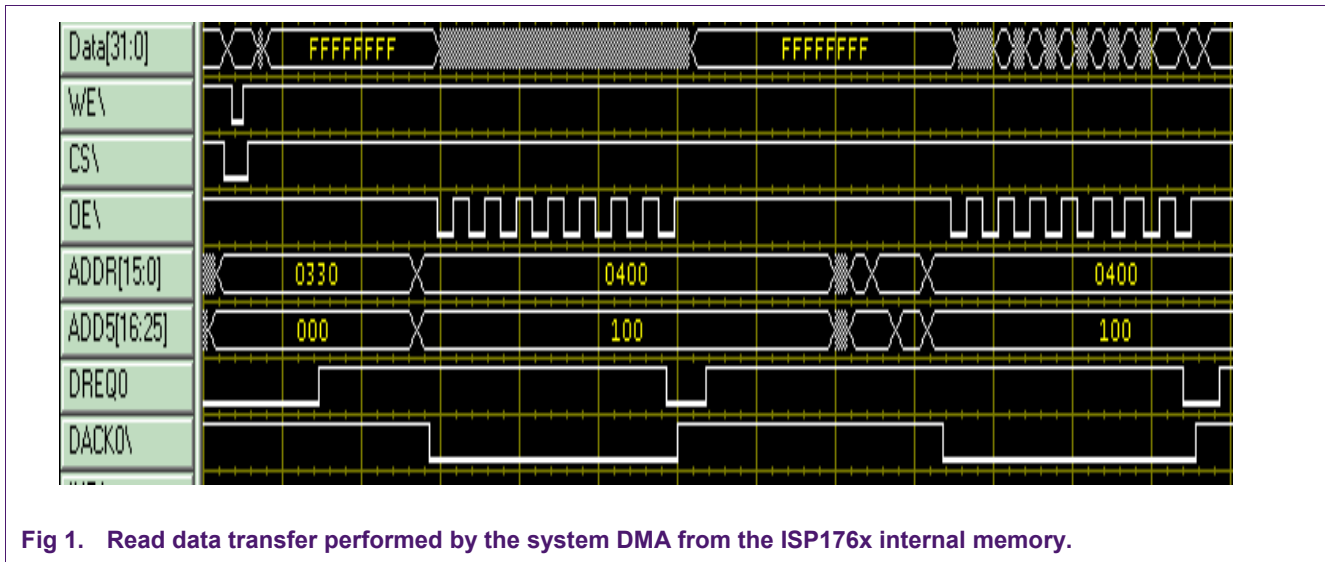 Data[31:0] FFFFFFFF FFFFFFFF
WE\
CS\
OE\
ADDR[15:0] 0330 0400 0400
ADD5[16:25] 000 100 100
DREQ0
DACK0\
Fig 1. Read data transfer performed by the system DMA from the ISP176x internal memory.